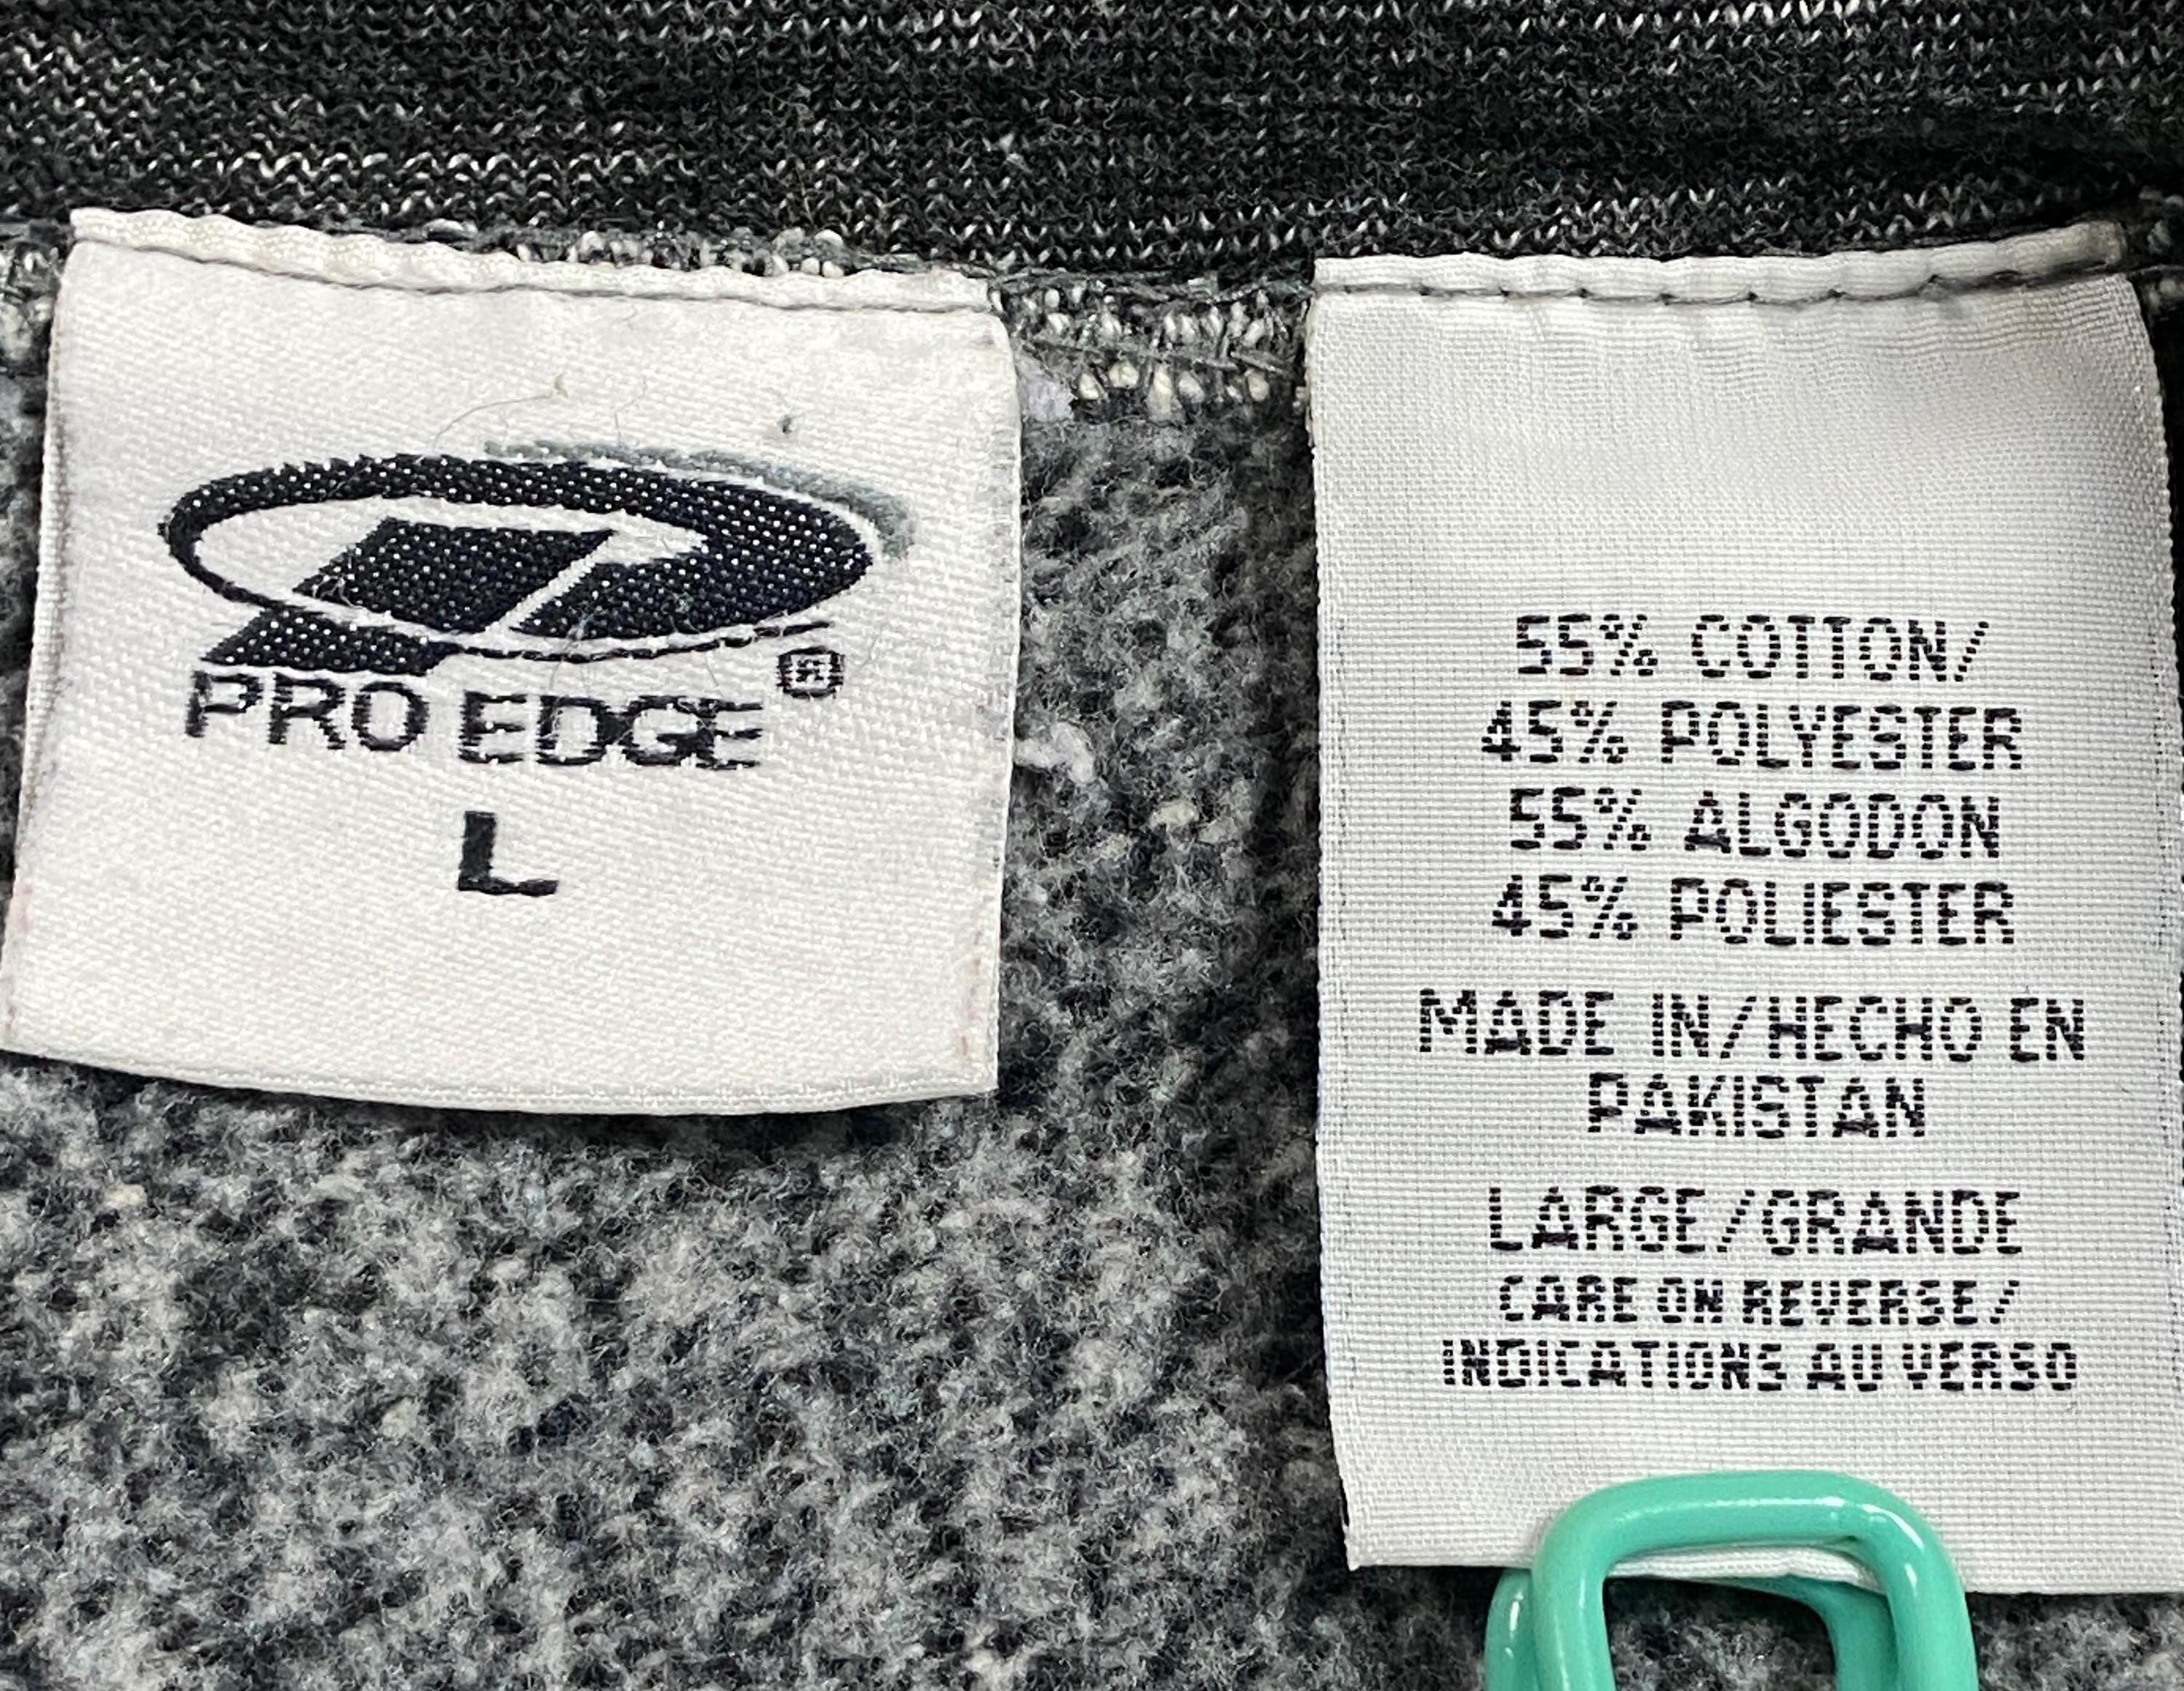 PRO EDGE®
L
55% COTTON/
45% POLYESTER
55% ALGODON
45% POLIESTER
MADE IN/HECHO EN
PAKISTAN
LARGE/GRANDE
CARE ON REVERSE/
INDICATIONS AU VERSO